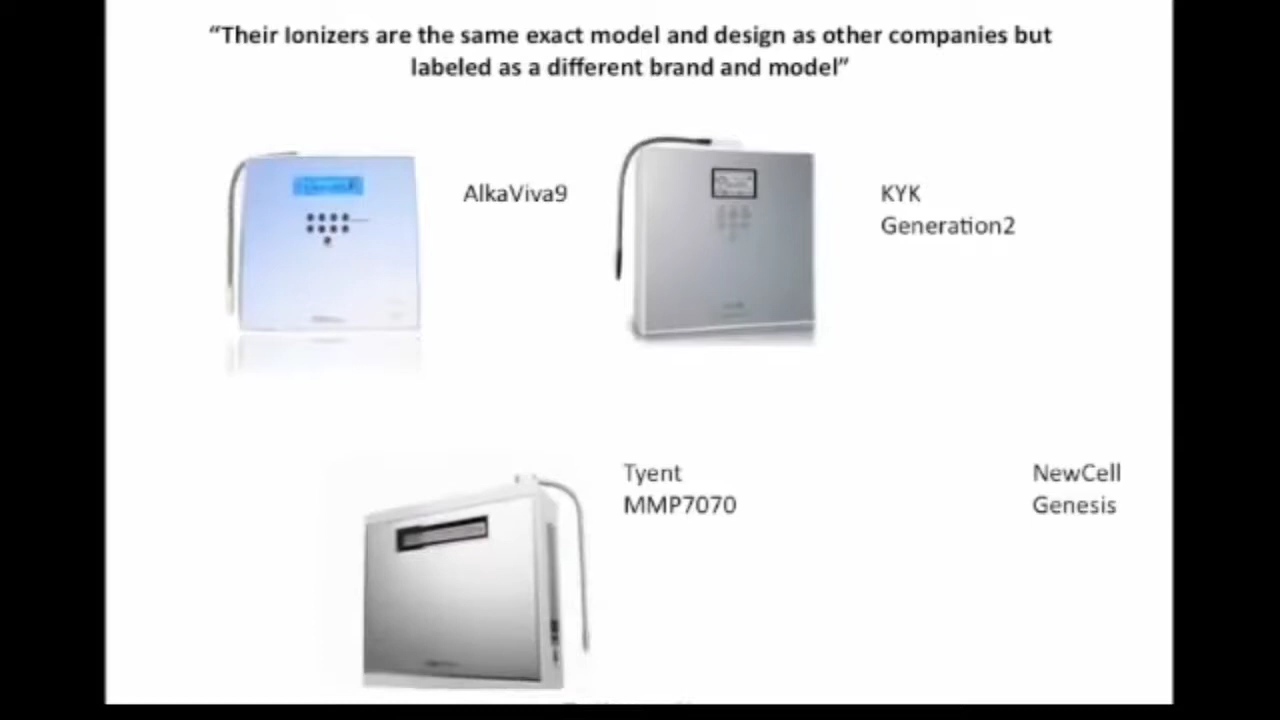 “Their Ionizers are the same exact model and design as other companies but
labeled as a different brand and model”
AlkaViva9
KYK
Generation2
Tyent
MMP7070
NewCell
Genesis